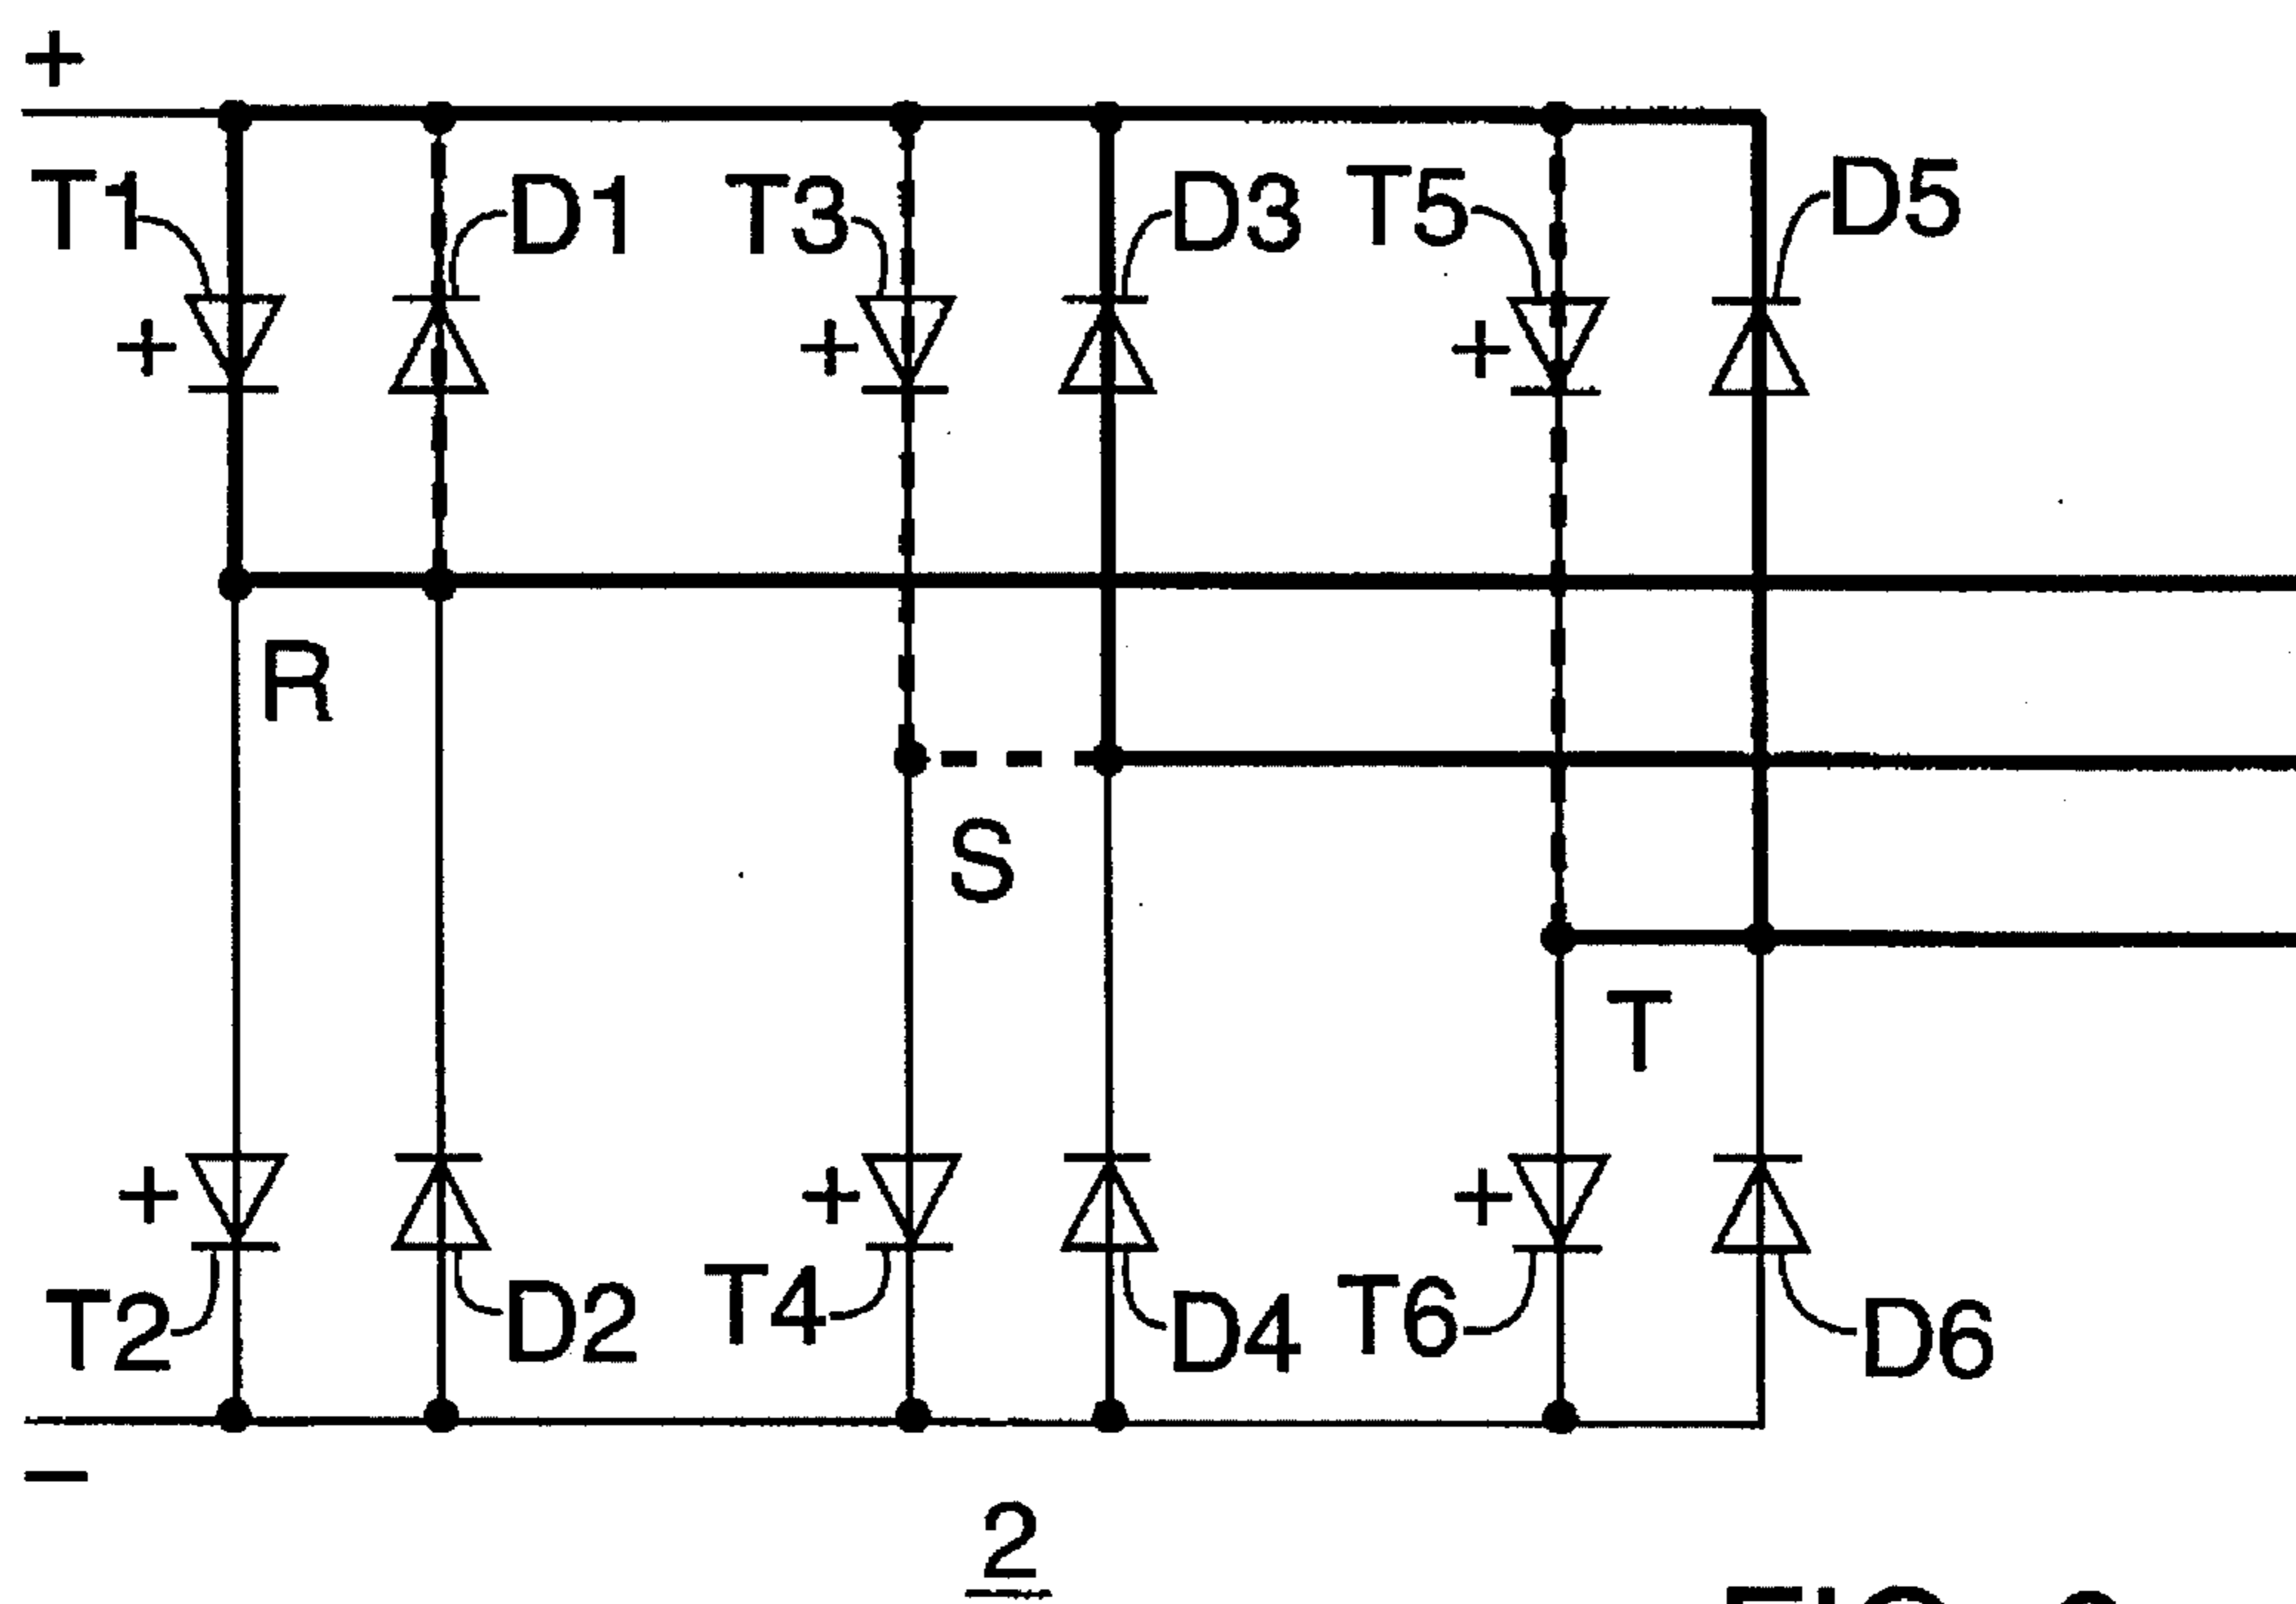 +
T1 D1 T3 D3 T5 D5
+ + +
R
S
T
+ + +
T2 D2 T4 D4 T6 D6
−
2